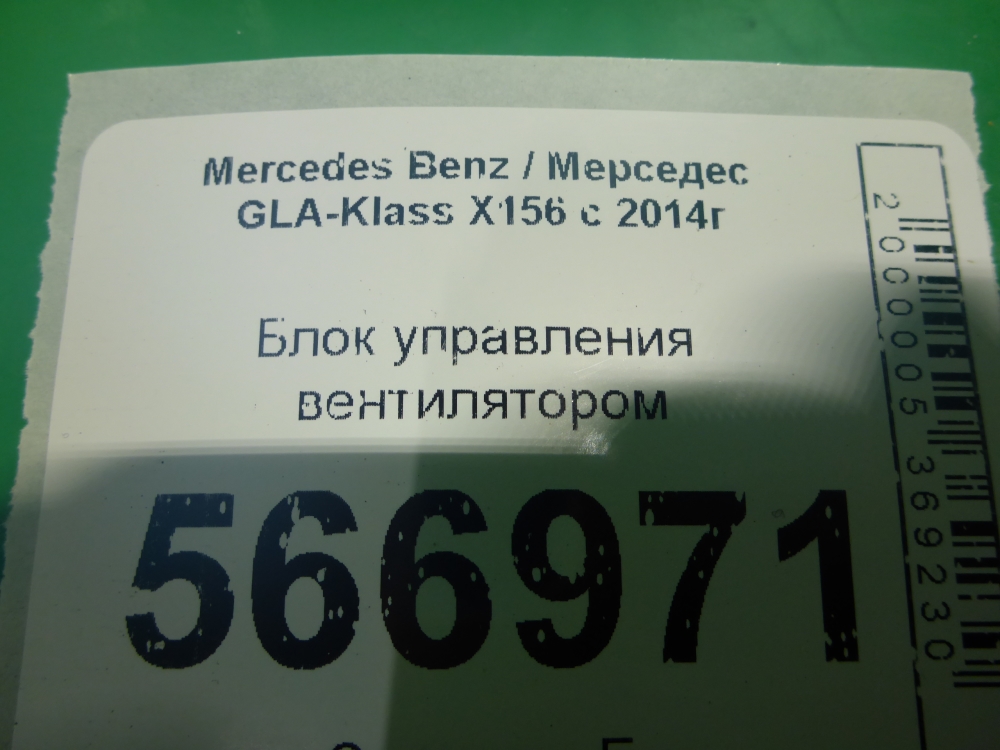 Mercedes Benz / Мерседес
GLA-Klass X156 с 2014г
Блок управления
вентилятором
566971
2000005369230